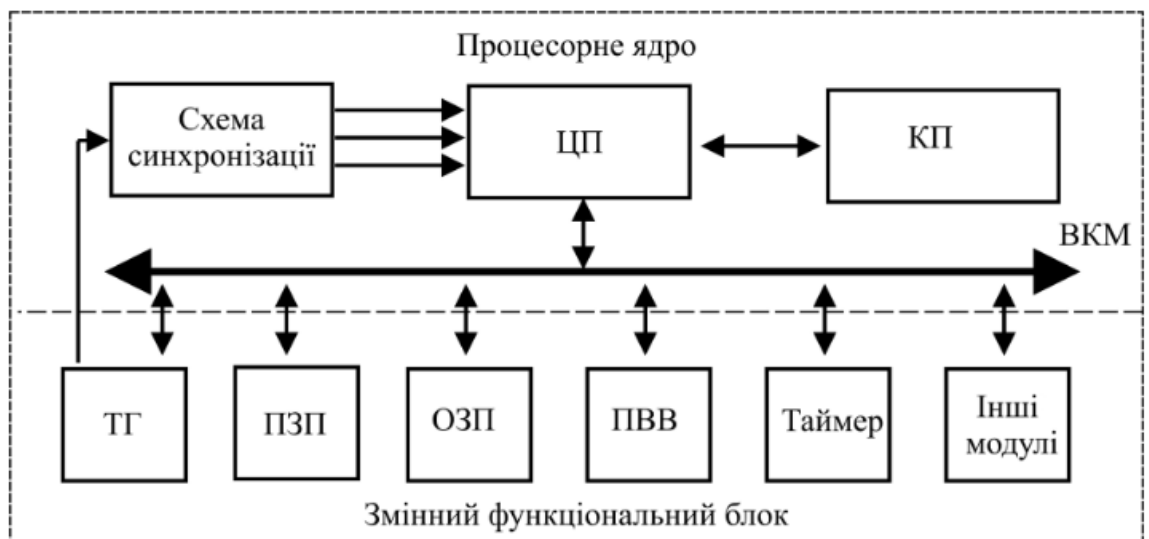 Процесорне ядро
Схема
синхронізації
ЦП
КП
ВКМ
ТГ
ПЗП
ОЗП
ПВВ
Таймер
Інші
модулі
Змінний функціональний блок